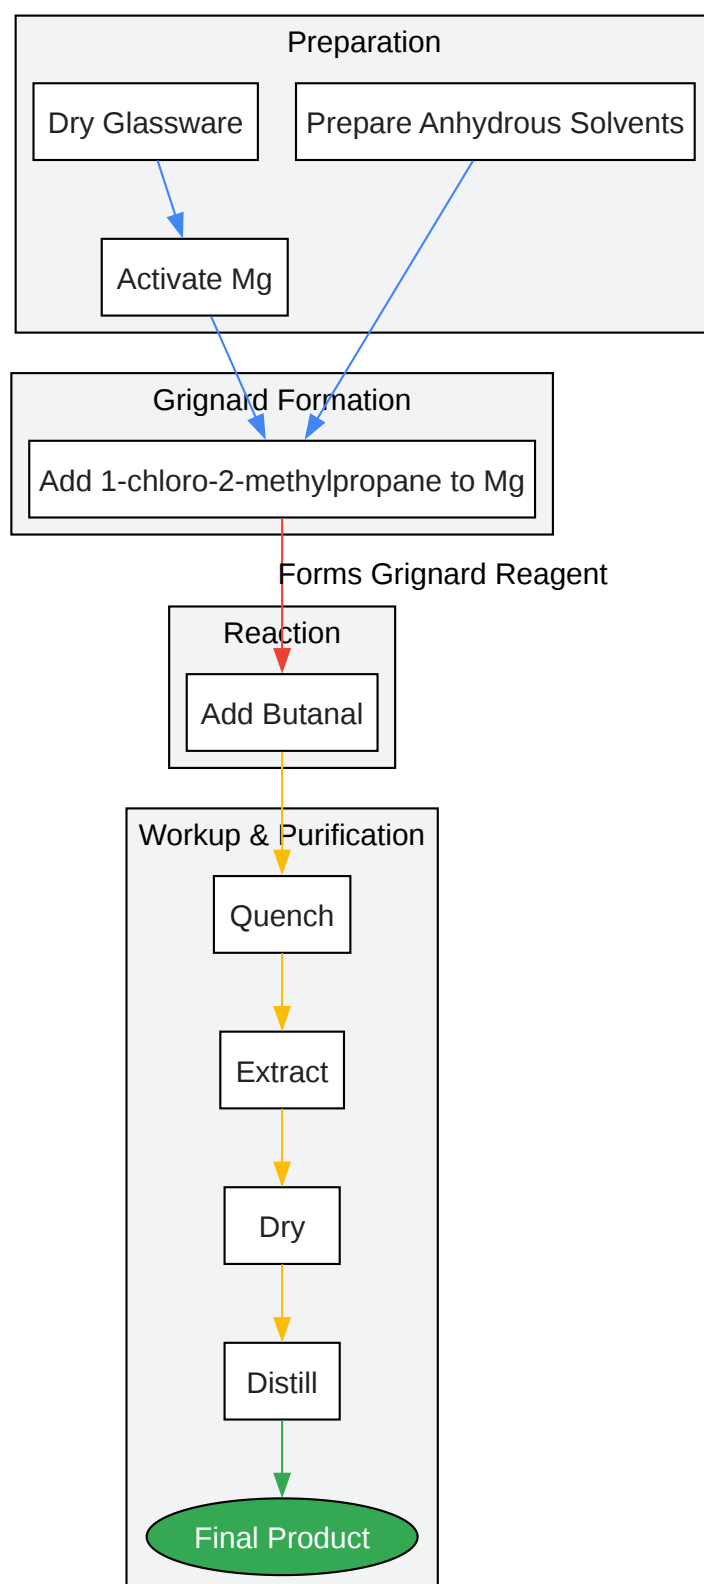 Preparation
Dry Glassware
Prepare Anhydrous Solvents
Activate Mg
Grignard Formation
Add 1-chloro-2-methylpropane to Mg
Forms Grignard Reagent
Reaction
Add Butanal
Workup & Purification
Quench
Extract
Dry
Distill
Final Product